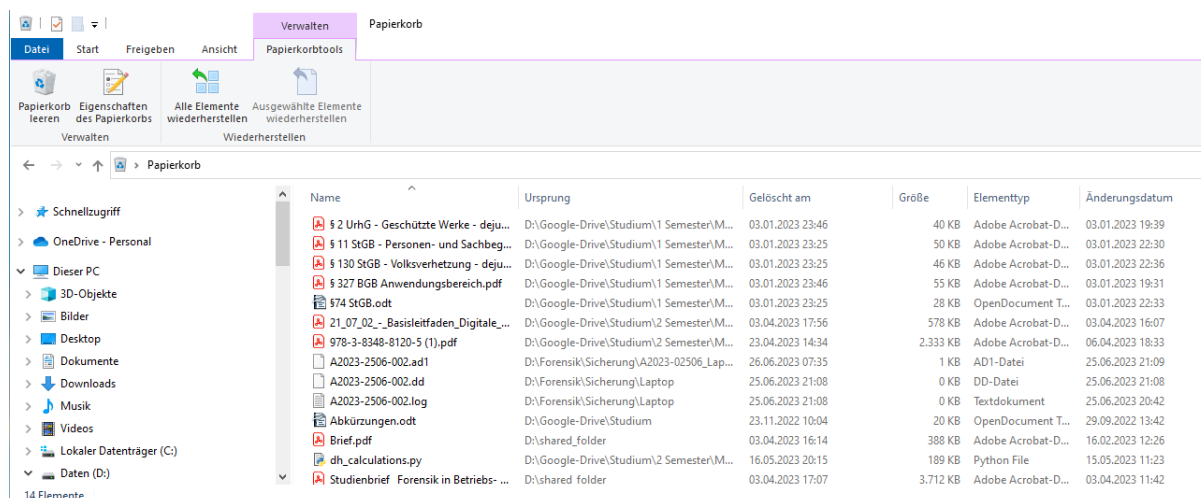 Verwalten Papierkorb
Datei Start Freigeben Ansicht Papierkorbtools
Papierkorb Eigenschaften Alle Elemente Ausgewählte Elemente
leeren des Papierkorbs wiederherstellen wiederherstellen
Verwalten Wiederherstellen
Papierkorb
Name Ursprung Gelöscht am Größe Elementtyp Änderungsdatum
Schnellzugriff
OneDrive - Personal
Dieser PC
3D-Objekte
Bilder
Desktop
Dokumente
Downloads
Musik
Videos
Lokaler Datenträger (C:)
Daten (D:)
§ 2 UrhG - Geschützte Werke - deju... D:\Google-Drive\Studium\1 Semester\M... 03.01.2023 23:46 40 KB Adobe Acrobat-D... 03.01.2023 19:39
§ 11 StGB - Personen- und Sachbeg... D:\Google-Drive\Studium\1 Semester\M... 03.01.2023 23:25 50 KB Adobe Acrobat-D... 03.01.2023 22:30
§ 130 StGB - Volksverhetzung - deju... D:\Google-Drive\Studium\1 Semester\M... 03.01.2023 23:25 46 KB Adobe Acrobat-D... 03.01.2023 22:36
§ 327 BGB Anwendungsbereich.pdf D:\Google-Drive\Studium\1 Semester\M... 03.01.2023 23:46 55 KB Adobe Acrobat-D... 03.01.2023 19:31
§74 StGB.odt D:\Google-Drive\Studium\1 Semester\M... 03.01.2023 23:25 28 KB OpenDocument T... 03.01.2023 22:33
21_07_02_-_Basisleitfaden_Digitale_... D:\Google-Drive\Studium\2 Semester\M... 03.04.2023 17:56 578 KB Adobe Acrobat-D... 03.04.2023 16:07
978-3-8348-8120-5 (1).pdf D:\Google-Drive\Studium\2 Semester\M... 23.04.2023 14:34 2.333 KB Adobe Acrobat-D... 06.04.2023 18:33
A2023-2506-002.ad1 D:\Forensik\Sicherung\A2023-02506_Lap... 26.06.2023 07:35 1 KB AD1-Datei 25.06.2023 21:09
A2023-2506-002.dd D:\Forensik\Sicherung\Laptop 25.06.2023 21:08 0 KB DD-Datei 25.06.2023 21:08
A2023-2506-002.log D:\Forensik\Sicherung\Laptop 25.06.2023 21:08 0 KB Textdokument 25.06.2023 20:42
Abkürzungen.odt D:\Google-Drive\Studium 23.11.2022 10:04 20 KB OpenDocument T... 29.09.2022 13:42
Brief.pdf D:\shared_folder 03.04.2023 16:14 388 KB Adobe Acrobat-D... 16.02.2023 12:26
dh_calculations.py D:\Google-Drive\Studium\2 Semester\M... 16.05.2023 20:15 189 KB Python File 15.05.2023 11:23
Studienbrief Forensik in Betriebs- ... D:\shared folder 03.04.2023 17:07 3.712 KB Adobe Acrobat-D... 03.04.2023 11:42
14 Elemente